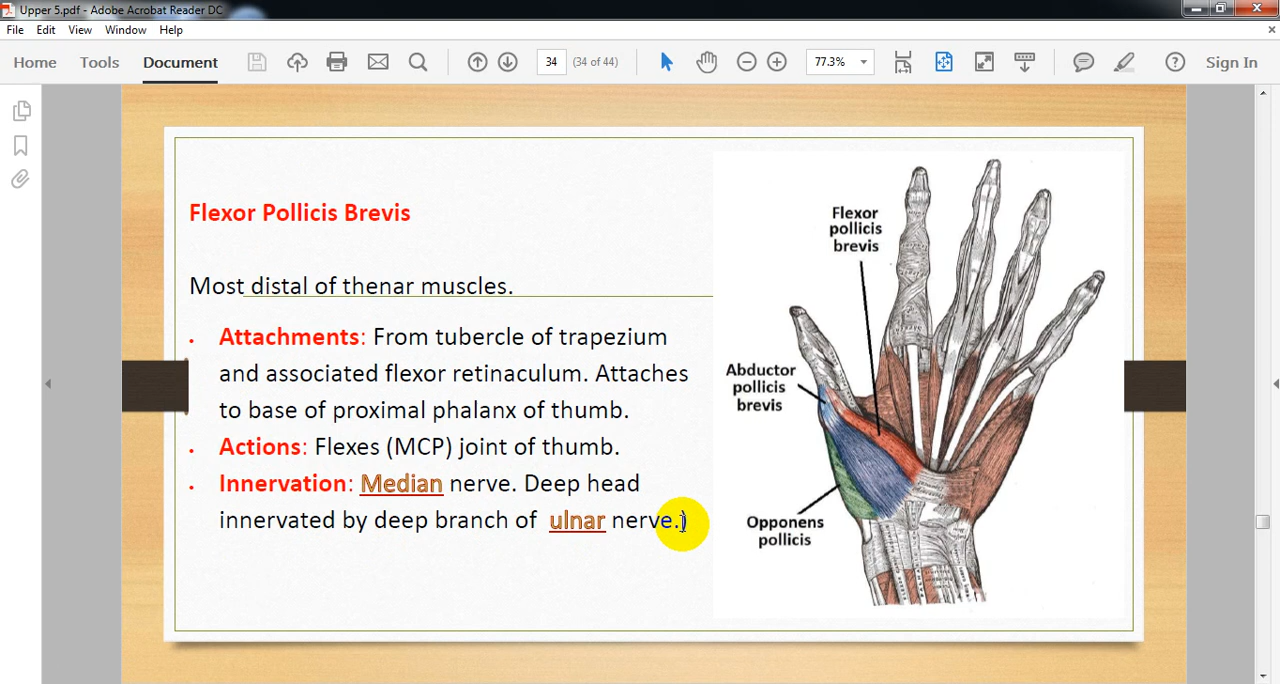 Upper 5.pdf - Adobe Acrobat Reader DC
File Edit View Window Help
Home Tools Document 34 (34 of 44) 77.3% Sign In
Flexor Pollicis Brevis
Most distal of thenar muscles.
• Attachments: From tubercle of trapezium
and associated flexor retinaculum. Attaches
to base of proximal phalanx of thumb.
• Actions: Flexes (MCP) joint of thumb.
• Innervation: Median nerve. Deep head
innervated by deep branch of ulnar nerve.)
Flexor
pollicis
brevis
Abductor
pollicis
brevis
Opponens
pollicis